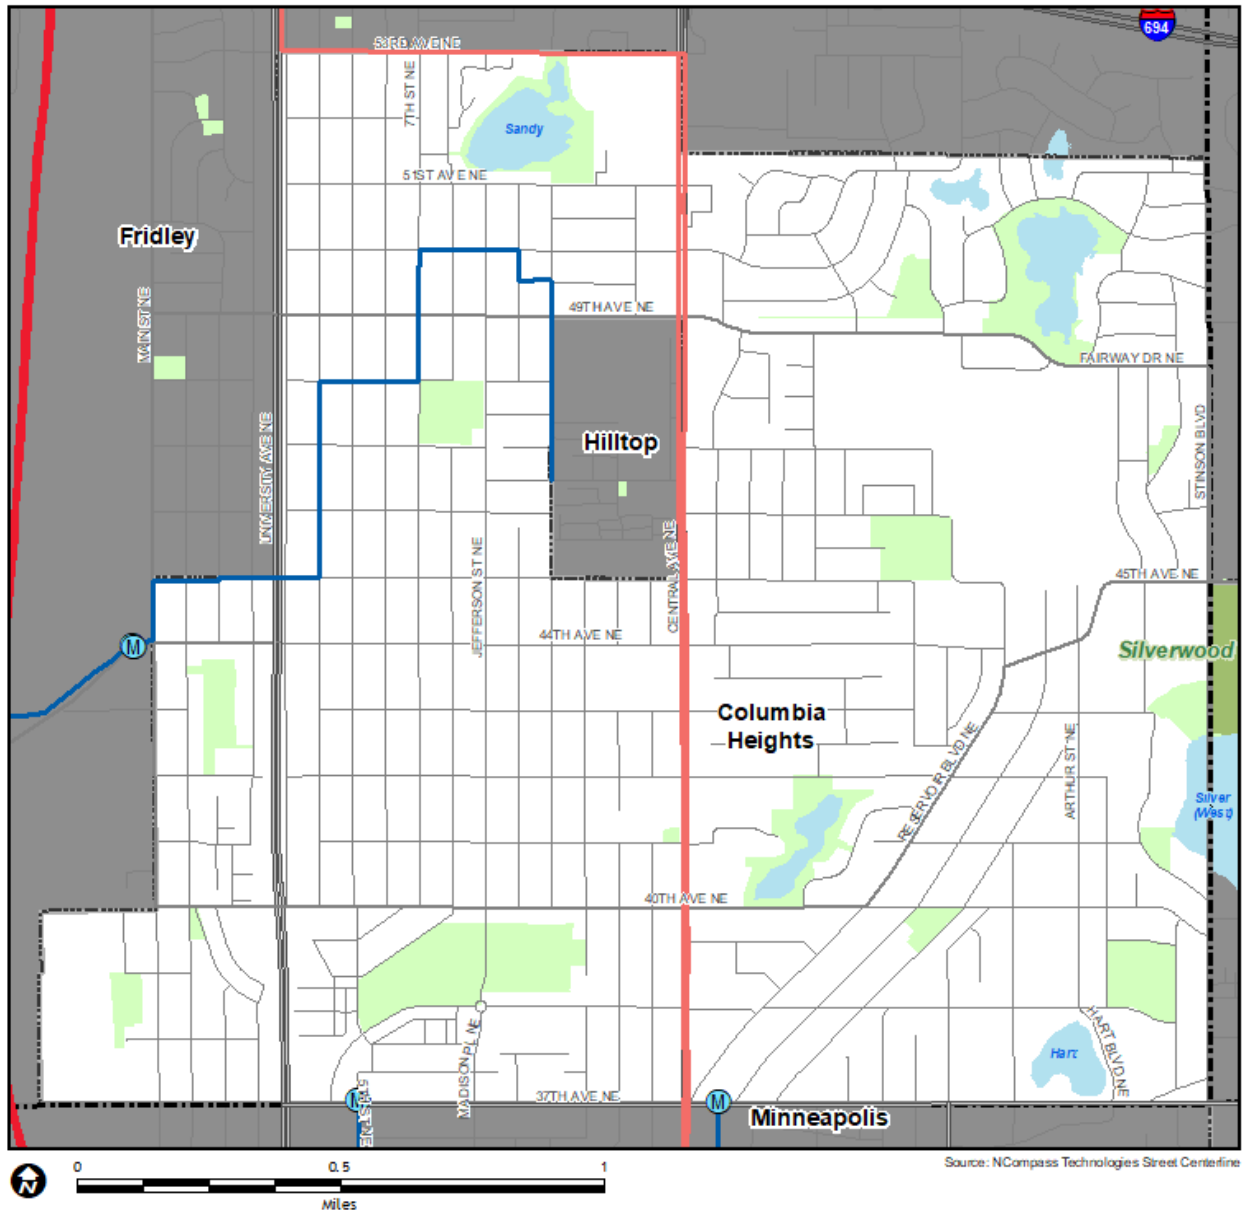 694
53RD AVE NE
7TH ST NE
Sandy
51ST AVE NE
Fridley
MAIN ST NE
49TH AVE NE
FAIRWAY DR NE
UNIVERSITY AVE NE
Hilltop
STINSON BLVD
JEFFERSON ST NE
CENTRAL AVE NE
45TH AVE NE
44TH AVE NE
M
Silverwood
Columbia
Heights
RESERVOIR BLVD NE
ARTHUR ST NE
Silver
(West)
40TH AVE NE
MADISON PL NE
Hart
HART BLVD NE
M
5TH ST NE
37TH AVE NE
M
Minneapolis
N
0
0.5
1
Miles
Source: NCompass Technologies Street Centerline